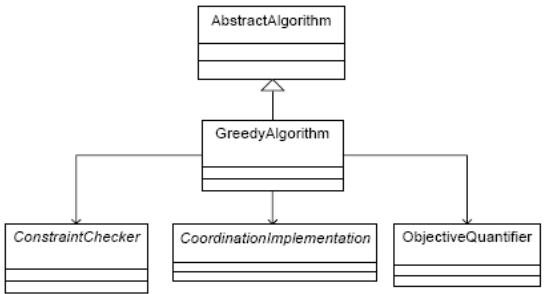 AbstractAlgorithm
GreedyAlgorithm
ConstraintChecker
CoordinationImplementation
ObjectiveQuantifier